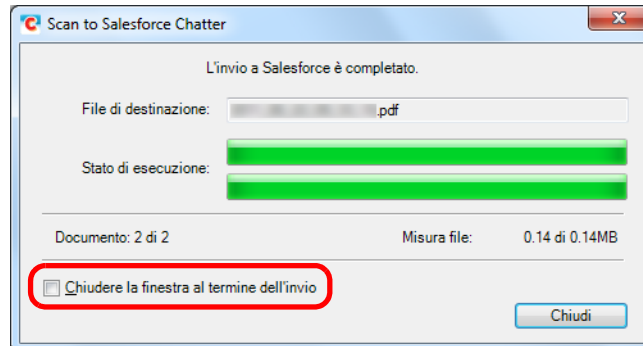 Scan to Salesforce Chatter
L'invio a Salesforce è completato.
File di destinazione: .pdf
Stato di esecuzione:
Documento: 2 di 2 Misura file: 0.14 di 0.14MB
Chiudere la finestra al termine dell'invio
Chiudi